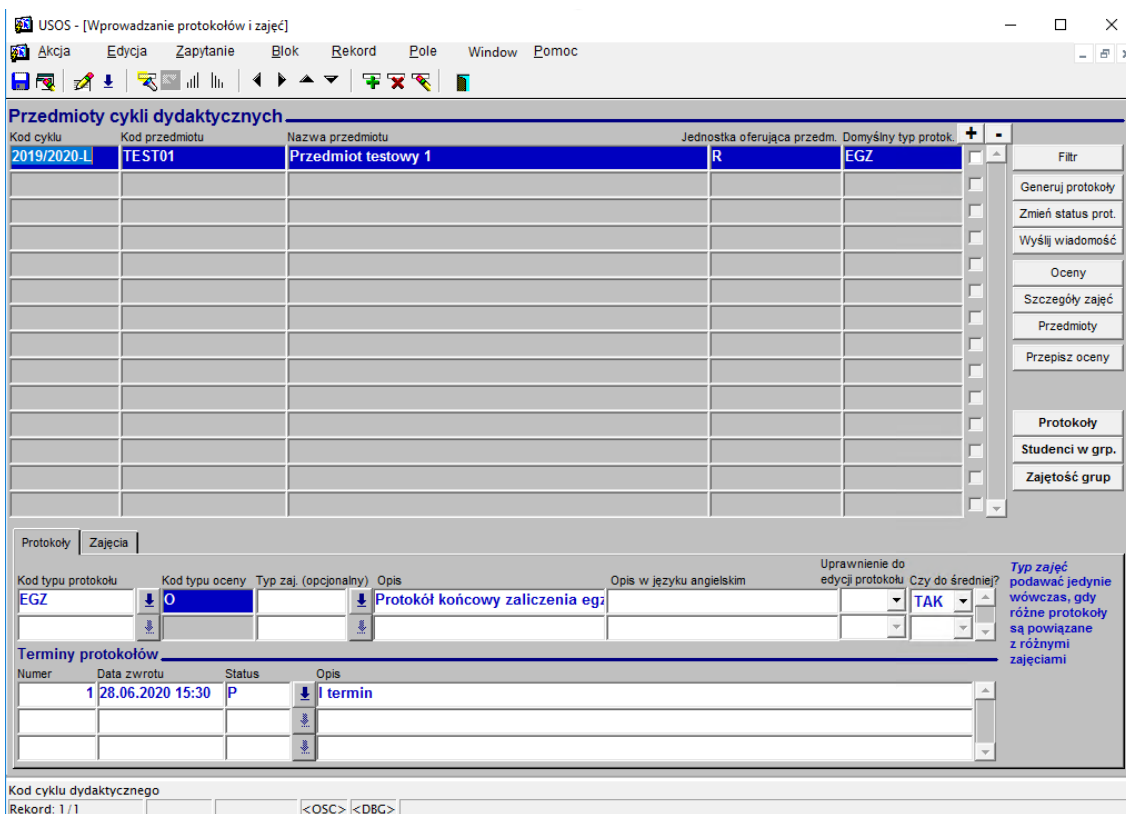 USOS - [Wprowadzanie protokołów i zajęć]
Akcja Edycja Zapytanie Blok Rekord Pole Window Pomoc
Przedmioty cykli dydaktycznych
Kod cyklu Kod przedmiotu Nazwa przedmiotu Jednostka oferująca przedm. Domyślny typ protok. + -
2019/2020-L TEST01 Przedmiot testowy 1 R EGZ
Filtr
Generuj protokoły
Zmień status prot.
Wyślij wiadomość
Oceny
Szczegóły zajęć
Przedmioty
Przepisz oceny
Protokoły
Studenci w grp.
Zajętość grup
Protokoły Zajęcia
Kod typu protokołu Kod typu oceny Typ zaj. (opcjonalny) Opis Opis w języku angielskim Uprawnienie do
edycji protokołu Czy do średniej?
EGZ O Protokół końcowy zaliczenia egz TAK
Typ zajęć
podawać jedynie
wówczas, gdy
różne protokoły
są powiązane
z różnymi
zajęciami
Terminy protokołów
Numer Data zwrotu Status Opis
1 28.06.2020 15:30 P I termin
Kod cyklu dydaktycznego
Rekord: 1/1 <OSC> <DBG>